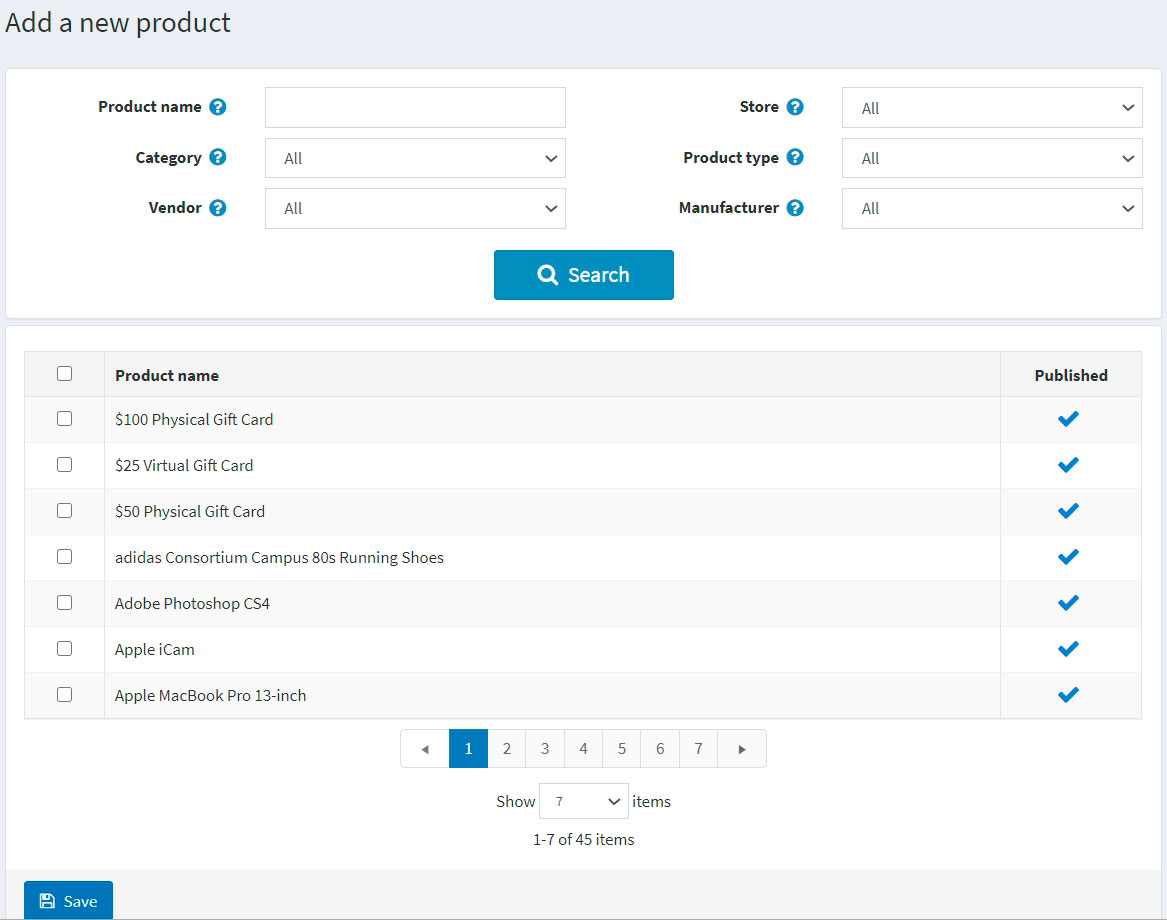 Add a new product
Product name ? Store ? All
Category ? All Product type ? All
Vendor ? All Manufacturer ? All
Search
Product name Published
$100 Physical Gift Card
$25 Virtual Gift Card
$50 Physical Gift Card
adidas Consortium Campus 80s Running Shoes
Adobe Photoshop CS4
Apple iCam
Apple MacBook Pro 13-inch
1 2 3 4 5 6 7
Show 7 items
1-7 of 45 items
Save